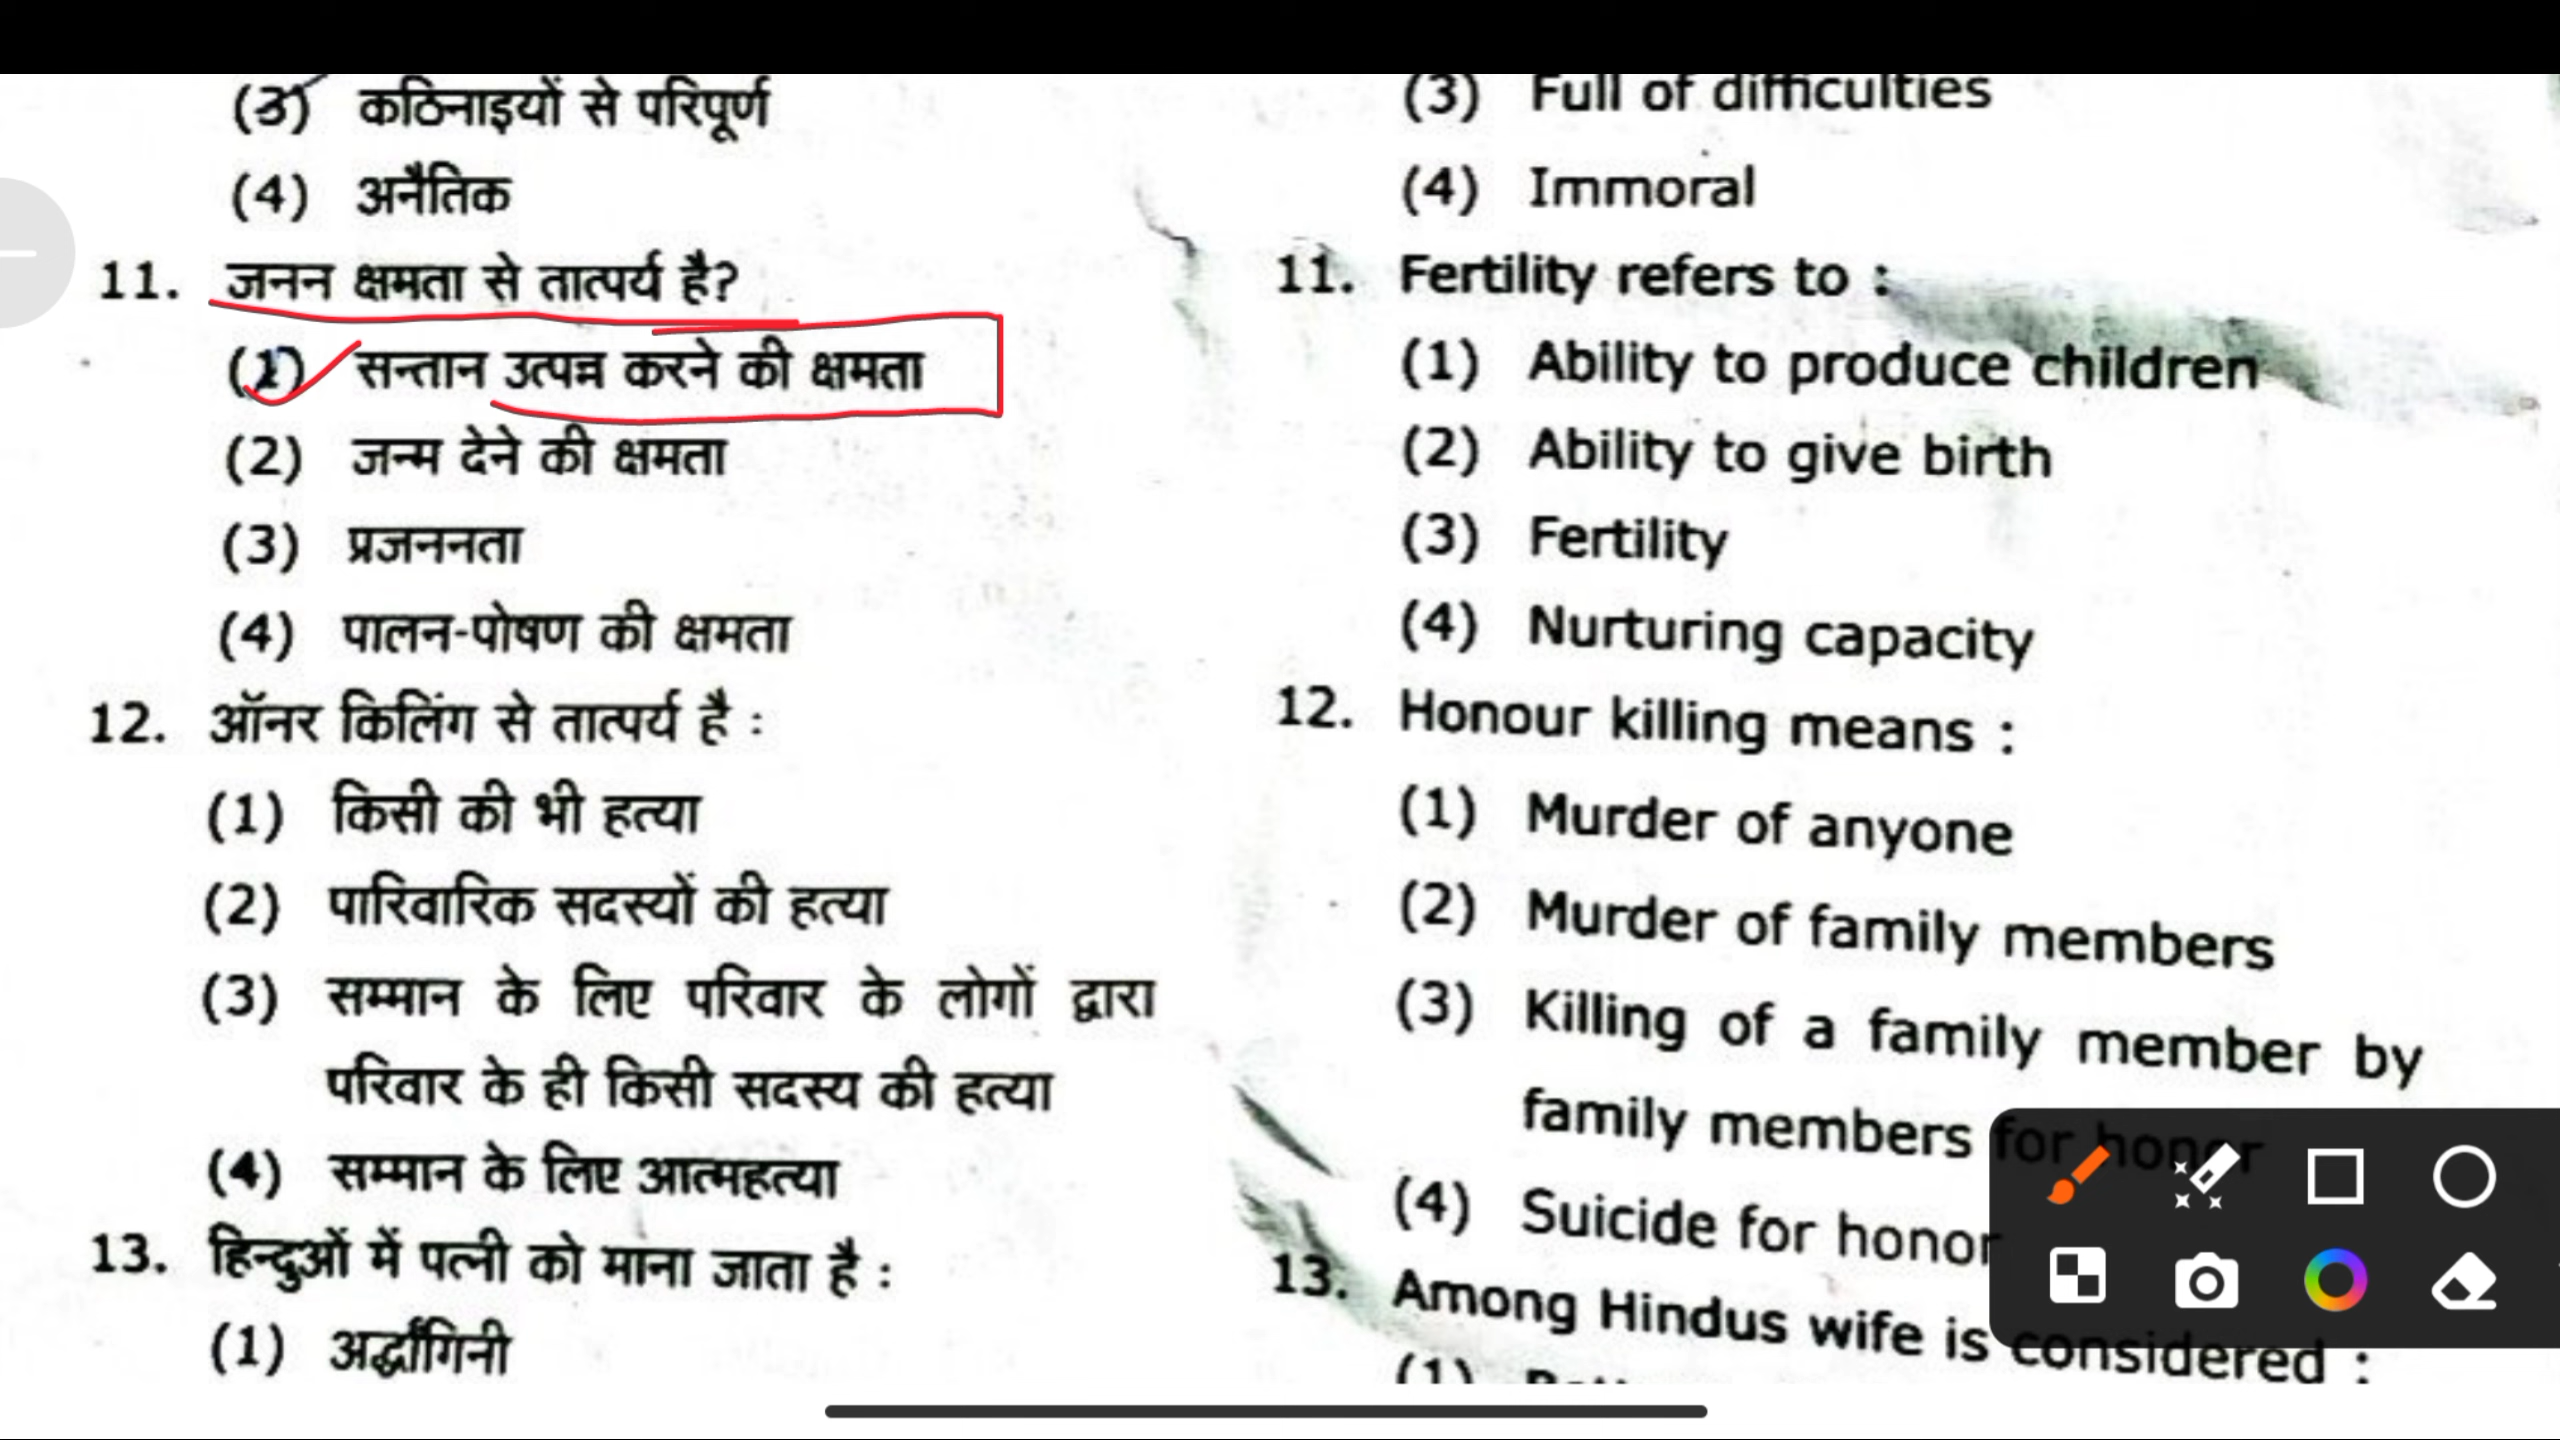 (3) कठिनाइयों से परिपूर्ण
(4) अनैतिक
11. जनन क्षमता से तात्पर्य है?
(1) सन्तान उत्पन्न करने की क्षमता
(2) जन्म देने की क्षमता
(3) प्रजननता
(4) पालन-पोषण की क्षमता
12. ऑनर किलिंग से तात्पर्य है :
(1) किसी की भी हत्या
(2) पारिवारिक सदस्यों की हत्या
(3) सम्मान के लिए परिवार के लोगों द्वारा
परिवार के ही किसी सदस्य की हत्या
(4) सम्मान के लिए आत्महत्या
13. हिन्दुओं में पत्नी को माना जाता है :
(1) अर्द्धांगिनी
(3) Full of difficulties
(4) Immoral
11. Fertility refers to :
(1) Ability to produce children
(2) Ability to give birth
(3) Fertility
(4) Nurturing capacity
12. Honour killing means :
(1) Murder of anyone
(2) Murder of family members
(3) Killing of a family member by
family members for honor
(4) Suicide for honor
13. Among Hindus wife is considered :
(1)